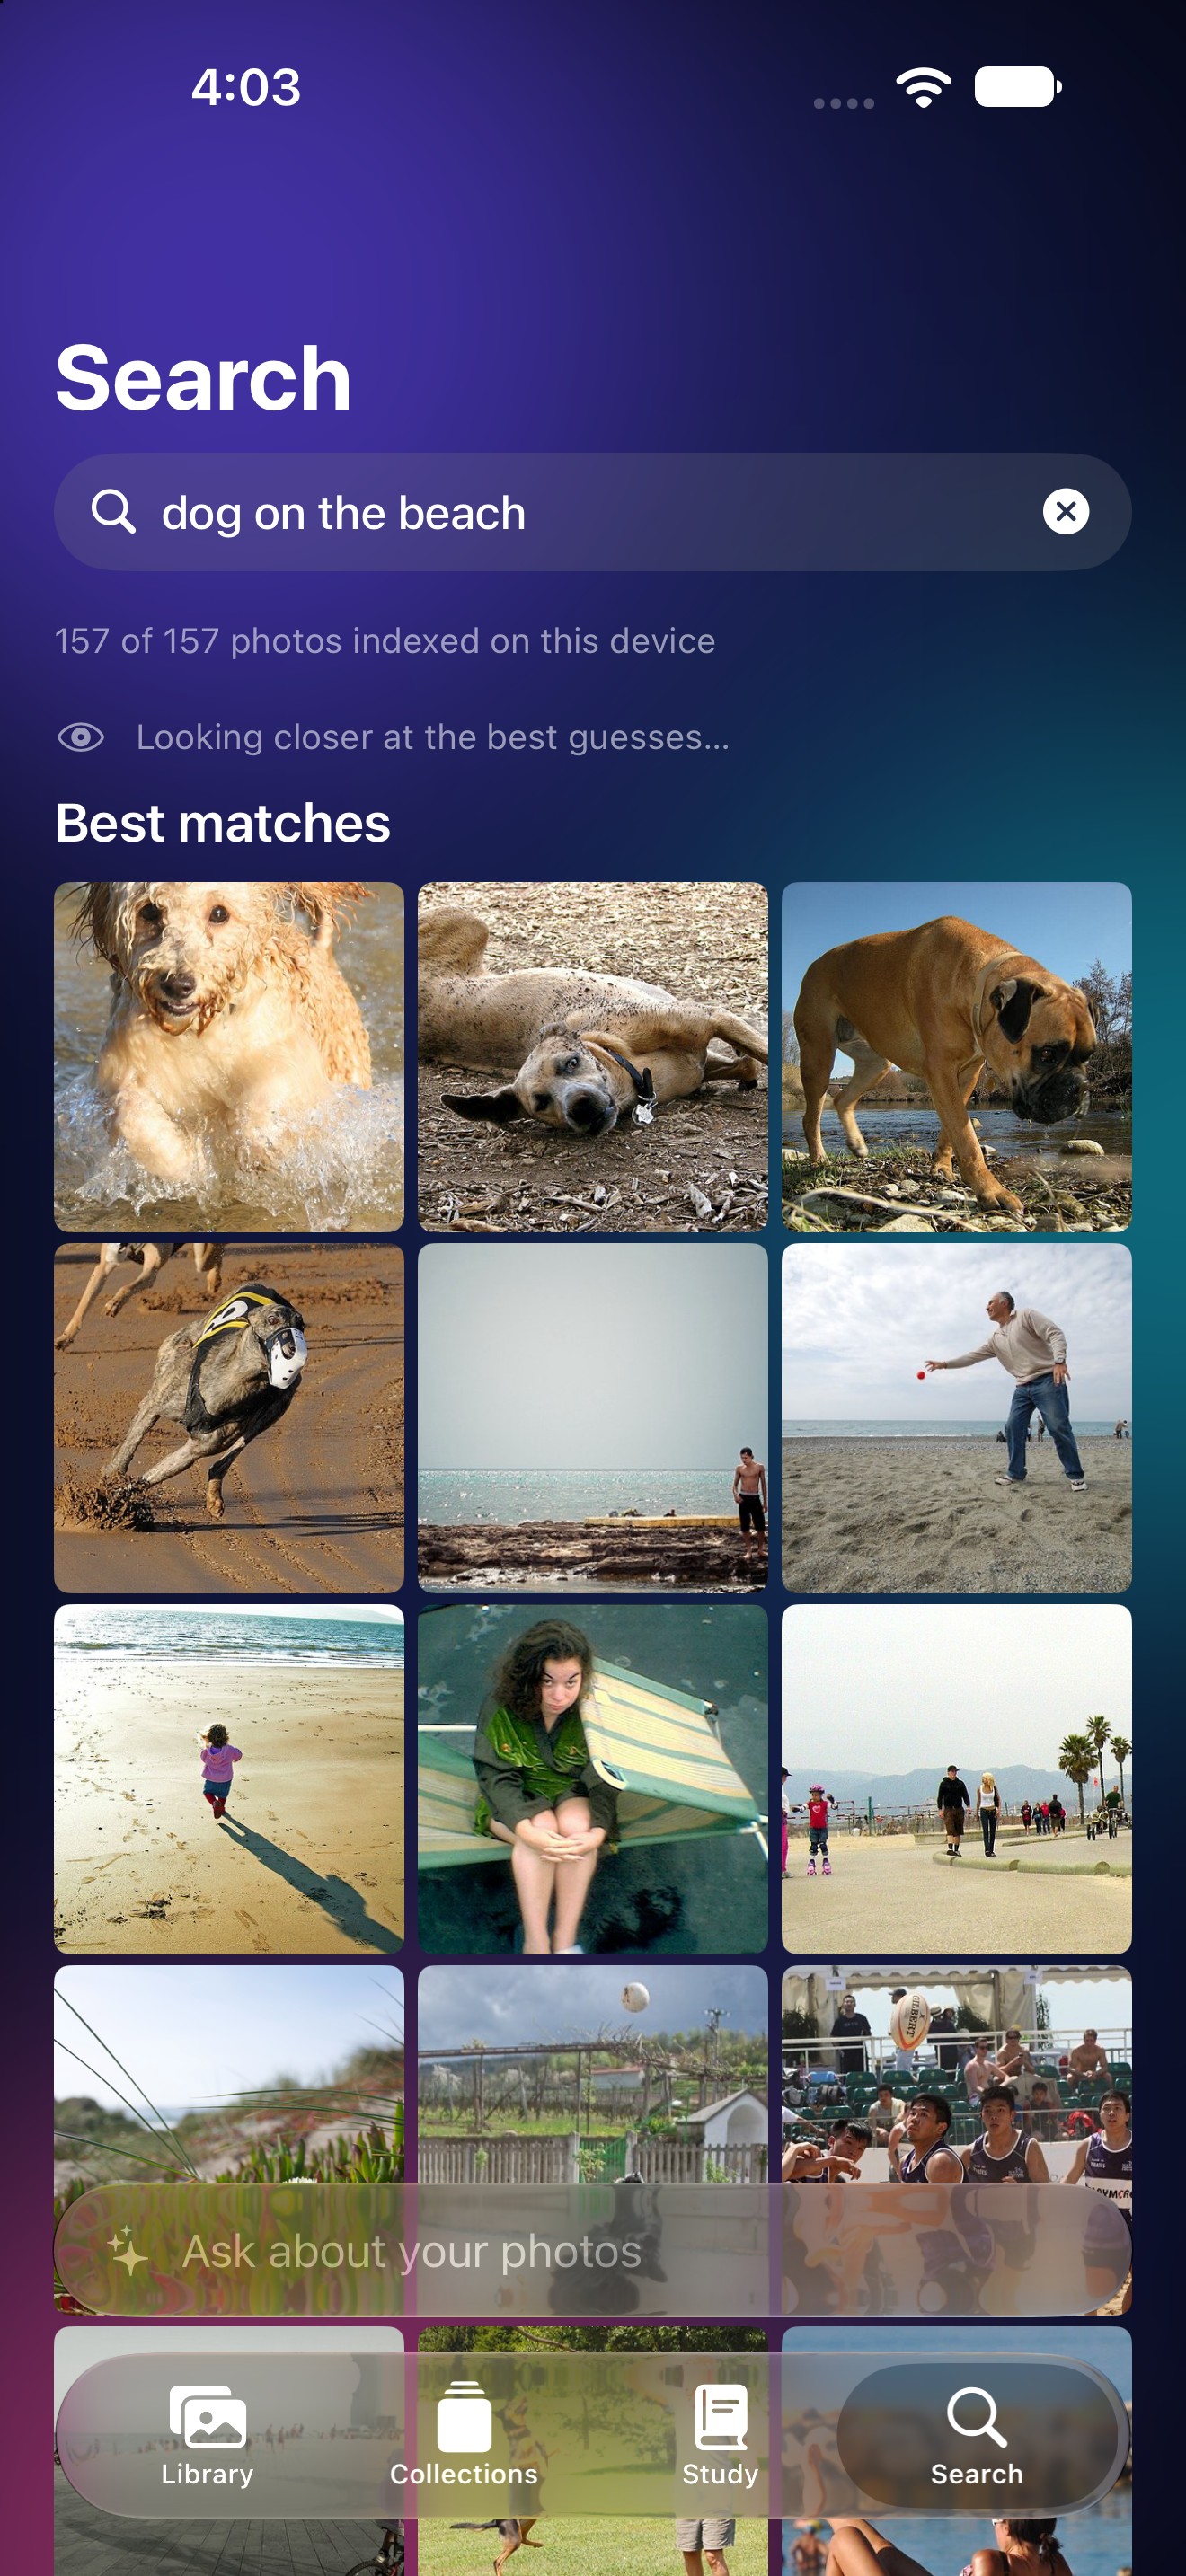 4:03
Search
dog on the beach
157 of 157 photos indexed on this device
Looking closer at the best guesses...
Best matches
GILBERT
Ask about your photos
Library
Collections
Study
Search